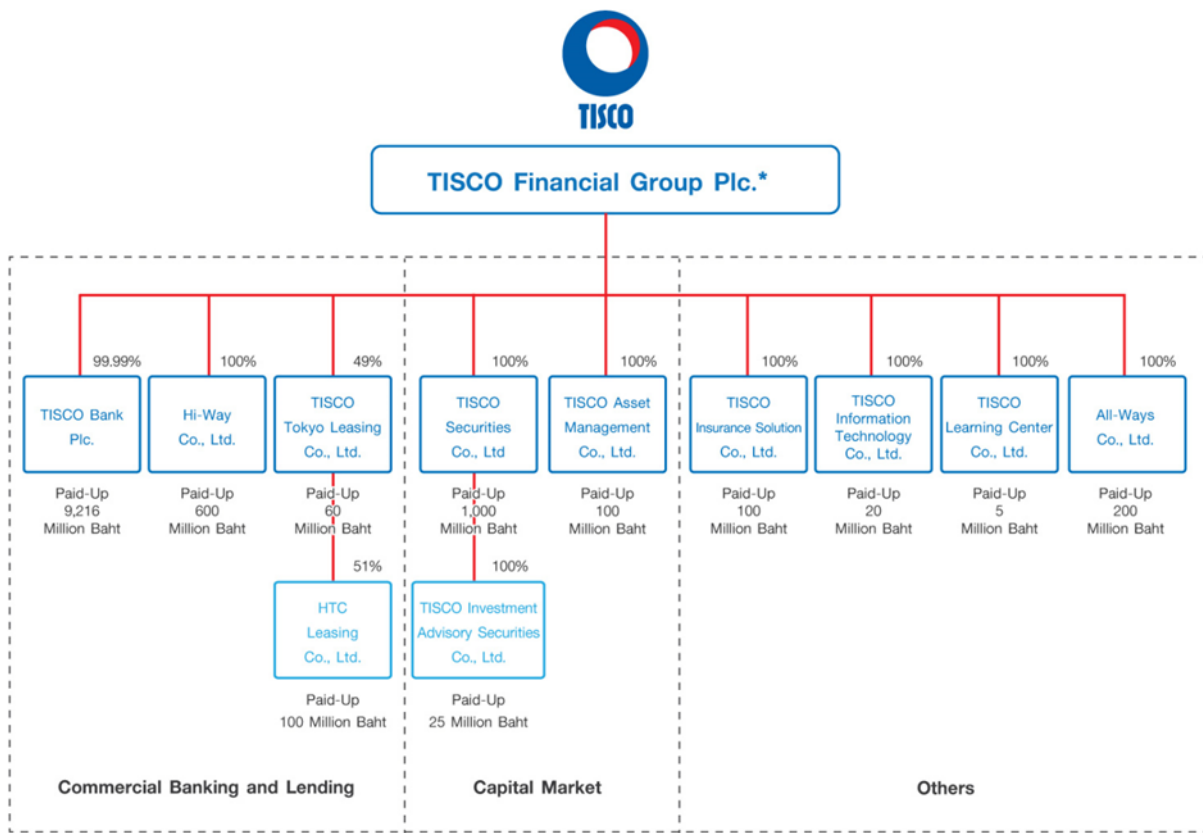 TISCO
TISCO Financial Group Plc.*
99.99%
TISCO Bank
Plc.
Paid-Up
9,216
Million Baht
100%
Hi-Way
Co., Ltd.
Paid-Up
600
Million Baht
49%
TISCO
Tokyo Leasing
Co., Ltd.
Paid-Up
60
Million Baht
51%
HTC
Leasing
Co., Ltd.
Paid-Up
100 Million Baht
Commercial Banking and Lending
100%
TISCO
Securities
Co., Ltd
Paid-Up
1,000
Million Baht
100%
TISCO Investment
Advisory Securities
Co., Ltd.
Paid-Up
25 Million Baht
100%
TISCO Asset
Management
Co., Ltd.
Paid-Up
100
Million Baht
Capital Market
100%
TISCO
Insurance Solution
Co., Ltd.
Paid-Up
100
Million Baht
100%
TISCO
Information
Technology
Co., Ltd.
Paid-Up
20
Million Baht
100%
TISCO
Learning Center
Co., Ltd.
Paid-Up
5
Million Baht
100%
All-Ways
Co., Ltd.
Paid-Up
200
Million Baht
Others